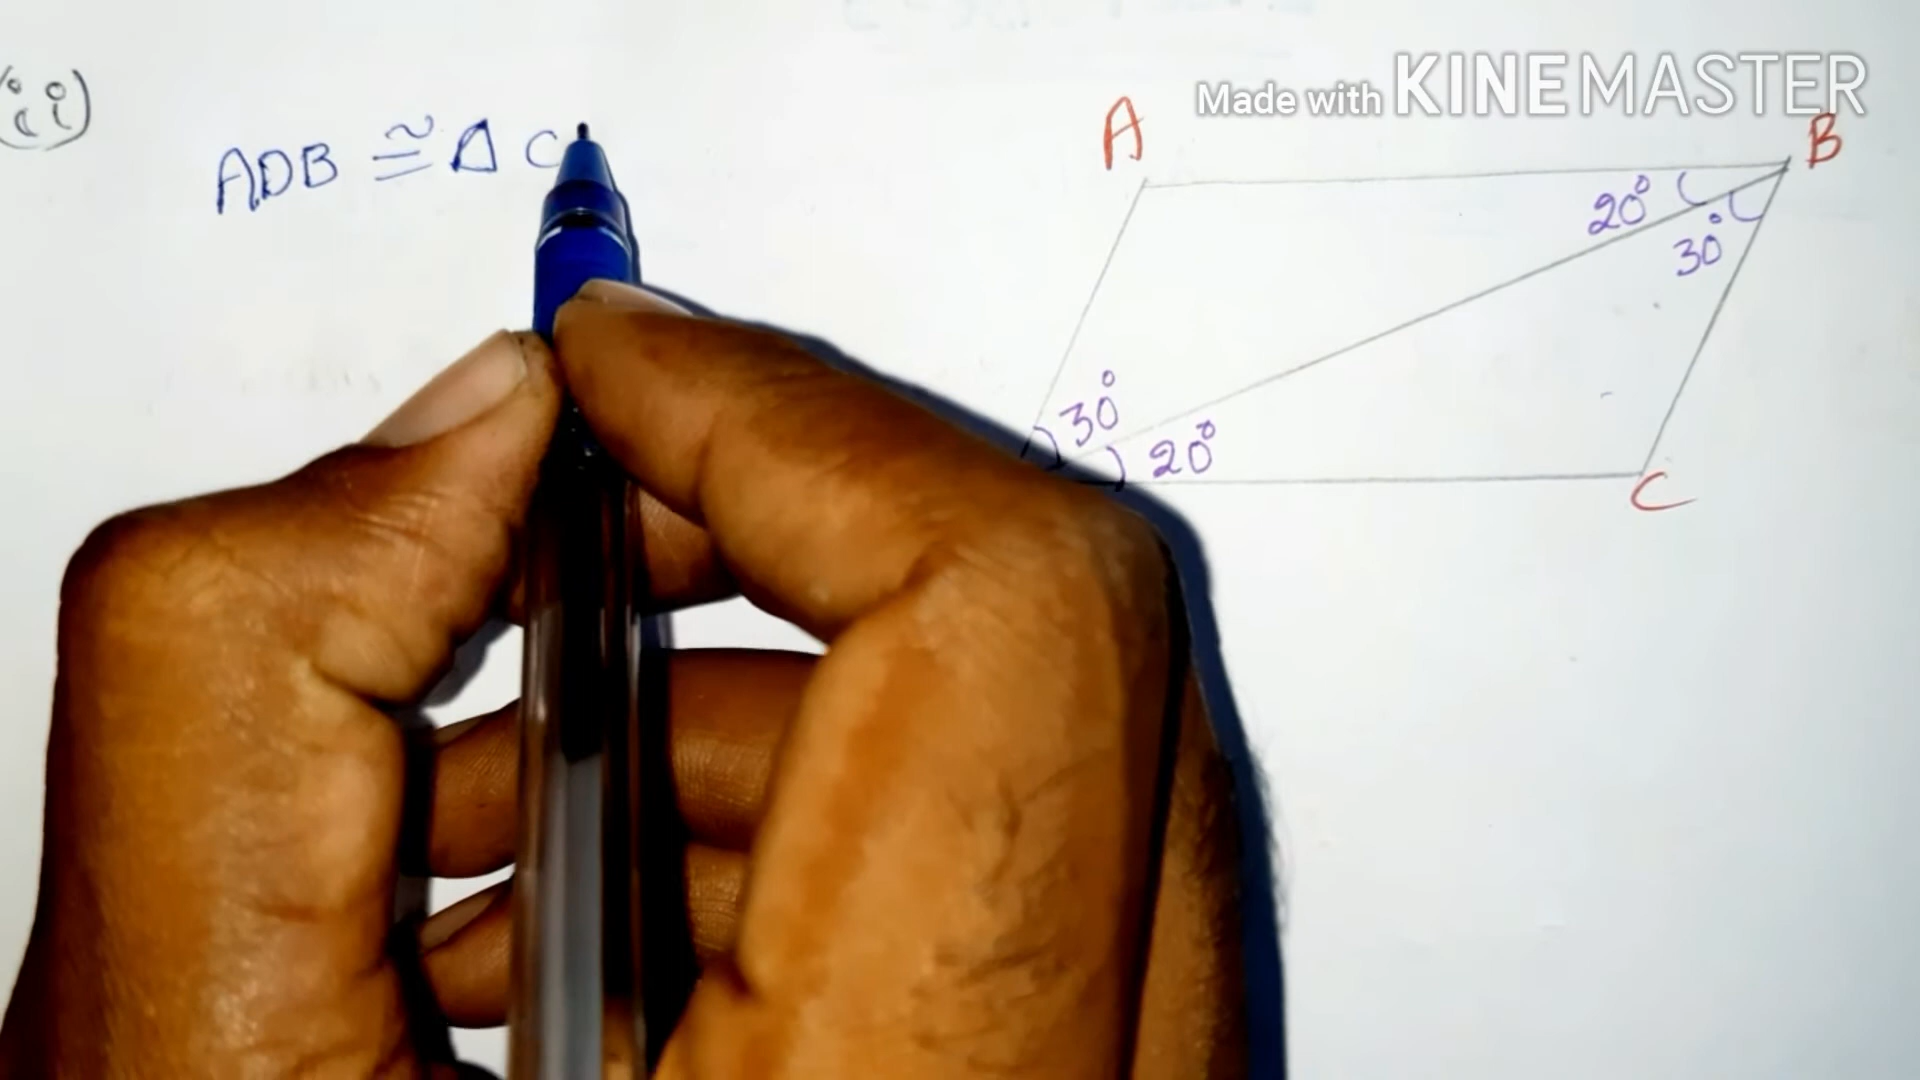 (ii)
ADB ≅ Δ C
Made with KINEMASTER
A
B
20°
30°
30°
20°
C